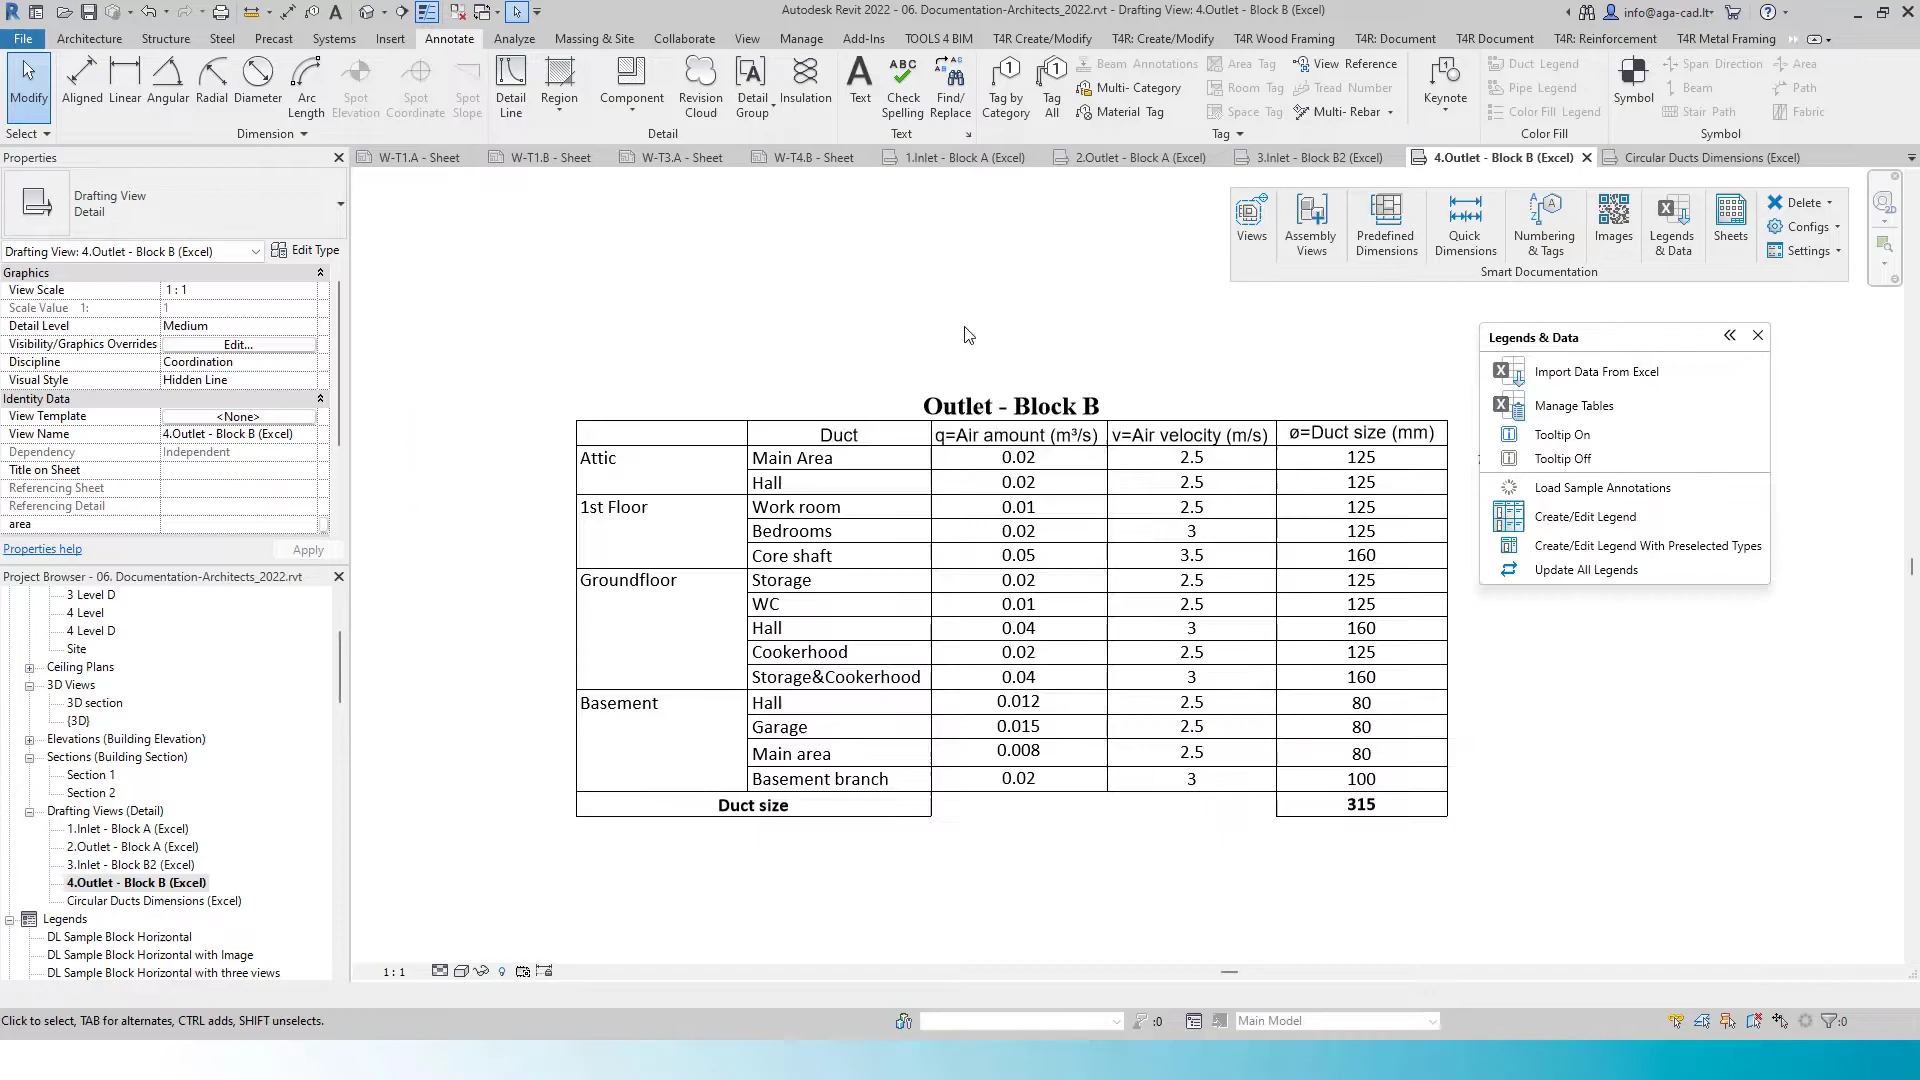 Autodesk Revit 2022 - 06. Documentation-Architects_2022.rvt - Drafting View: 4.Outlet - Block B (Excel)
info@aga-cad.lt
File Architecture Structure Steel Precast Systems Insert Annotate Analyze Massing & Site Collaborate View Manage Add-Ins TOOLS 4 BIM T4R Create/Modify T4R: Create/Modify T4R Wood Framing T4R: Document T4R Document T4R: Reinforcement T4R Metal Framing
Modify
Select
Aligned Linear Angular Radial Diameter Arc Length Spot Elevation Spot Coordinate Spot Slope
Dimension
Detail Line Region Component Revision Cloud Detail Group Insulation
Detail
Text Check Spelling Find/ Replace
Text
Tag by Category Tag All
Beam Annotations Area Tag View Reference
Multi- Category Room Tag Tread Number
Material Tag Space Tag Multi- Rebar
Tag
Keynote
Duct Legend
Pipe Legend
Color Fill Legend
Color Fill
Symbol
Span Direction Area
Beam Path
Stair Path Fabric
Symbol
Properties
W-T1.A - Sheet W-T1.B - Sheet W-T3.A - Sheet W-T4.B - Sheet 1.Inlet - Block A (Excel) 2.Outlet - Block A (Excel) 3.Inlet - Block B2 (Excel) 4.Outlet - Block B (Excel) Circular Ducts Dimensions (Excel)
Drafting View
Detail
Drafting View: 4.Outlet - Block B (Excel) Edit Type
Graphics
View Scale 1 : 1
Scale Value 1: 1
Detail Level Medium
Visibility/Graphics Overrides Edit...
Discipline Coordination
Visual Style Hidden Line
Identity Data
View Template <None>
View Name 4.Outlet - Block B (Excel)
Dependency Independent
Title on Sheet
Referencing Sheet
Referencing Detail
area
Properties help Apply
Project Browser - 06. Documentation-Architects_2022.rvt
3 Level D
4 Level
4 Level D
Site
Ceiling Plans
3D Views
3D section
{3D}
Elevations (Building Elevation)
Sections (Building Section)
Section 1
Section 2
Drafting Views (Detail)
1.Inlet - Block A (Excel)
2.Outlet - Block A (Excel)
3.Inlet - Block B2 (Excel)
4.Outlet - Block B (Excel)
Circular Ducts Dimensions (Excel)
Legends
DL Sample Block Horizontal
DL Sample Block Horizontal with Image
DL Sample Block Horizontal with three views
Views Assembly Views Predefined Dimensions Quick Dimensions Numbering & Tags Images Legends & Data Sheets
Delete
Configs
Settings
Smart Documentation
Legends & Data
Import Data From Excel
Manage Tables
Tooltip On
Tooltip Off
Load Sample Annotations
Create/Edit Legend
Create/Edit Legend With Preselected Types
Update All Legends
Outlet - Block B
Duct q=Air amount (m³/s) v=Air velocity (m/s) ø=Duct size (mm)
Attic Main Area 0.02 2.5 125
Hall 0.02 2.5 125
1st Floor Work room 0.01 2.5 125
Bedrooms 0.02 3 125
Core shaft 0.05 3.5 160
Groundfloor Storage 0.02 2.5 125
WC 0.01 2.5 125
Hall 0.04 3 160
Cookerhood 0.02 2.5 125
Storage&Cookerhood 0.04 3 160
Basement Hall 0.012 2.5 80
Garage 0.015 2.5 80
Main area 0.008 2.5 80
Basement branch 0.02 3 100
Duct size 315
1 : 1
Click to select, TAB for alternates, CTRL adds, SHIFT unselects.
:0 Main Model :0